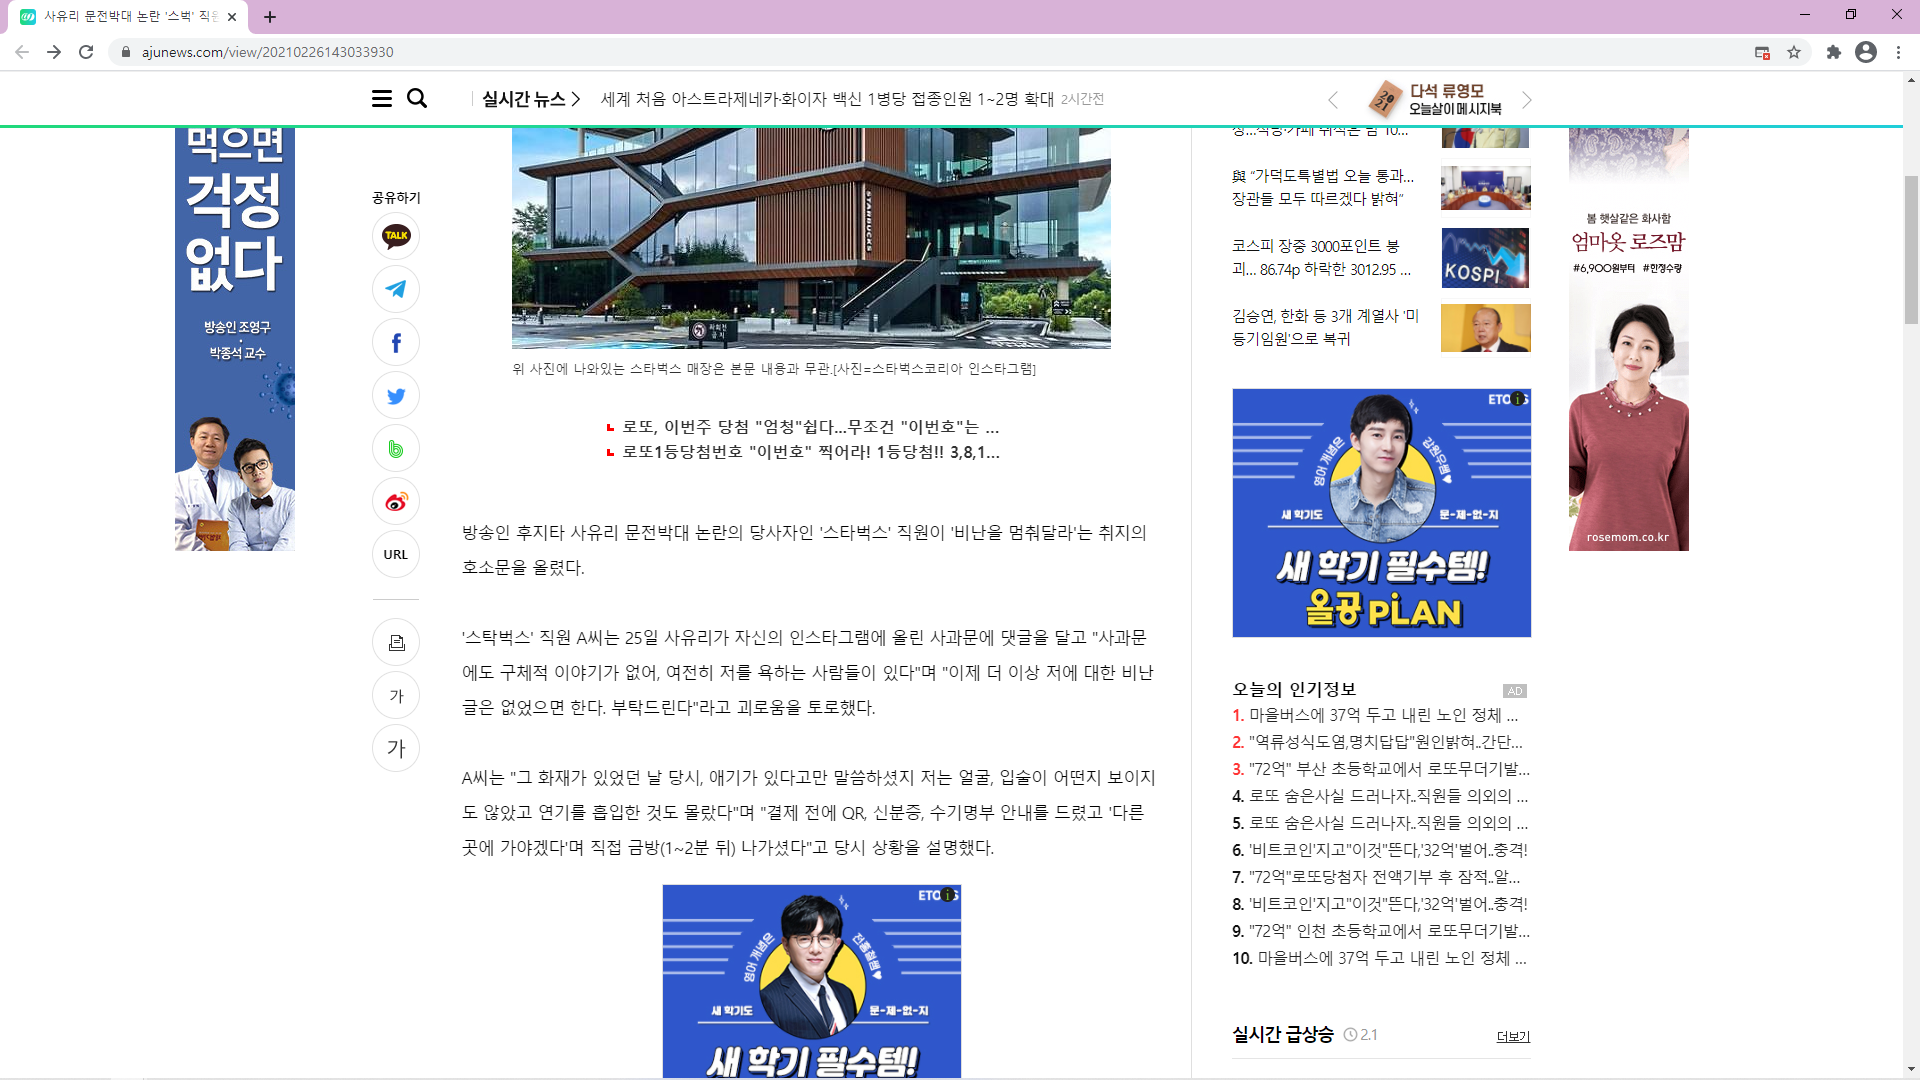 사유리 문전박대 논란 '스벅' 직원
ajunews.com/view/20210226143033930
실시간 뉴스
세계 처음 아스트라제네카·화이자 백신 1병당 접종인원 1~2명 확대 2시간전
2021
다석 류영모
오늘살이 메시지북
먹으면
걱정
없다
방송인 조영구
박종석 교수
공유하기
TALK
URL
가
가
STARBUCKS
위 사진에 나와있는 스타벅스 매장은 본문 내용과 무관.[사진=스타벅스코리아 인스타그램]
로또, 이번주 당첨 "엄청"쉽다...무조건 "이번호"는 ...
로또1등당첨번호 "이번호" 찍어라! 1등당첨!! 3,8,1...
방송인 후지타 사유리 문전박대 논란의 당사자인 '스타벅스' 직원이 '비난을 멈춰달라'는 취지의
호소문을 올렸다.
'스탁벅스' 직원 A씨는 25일 사유리가 자신의 인스타그램에 올린 사과문에 댓글을 달고 "사과문
에도 구체적 이야기가 없어, 여전히 저를 욕하는 사람들이 있다"며 "이제 더 이상 저에 대한 비난
글은 없었으면 한다. 부탁드린다"라고 괴로움을 토로했다.
A씨는 "그 화재가 있었던 날 당시, 애기가 있다고만 말씀하셨지 저는 얼굴, 입술이 어떤지 보이지
도 않았고 연기를 흡입한 것도 몰랐다"며 "결제 전에 QR, 신분증, 수기명부 안내를 드렸고 '다른
곳에 가야겠다'며 직접 금방(1~2분 뒤) 나가셨다"고 당시 상황을 설명했다.
영어 개념은
전홍철쌤
새 학기도 문-제-없-지
새 학기 필수템!
與 "가덕도특별법 오늘 통과...
장관들 모두 따르겠다 밝혀"
코스피 장중 3000포인트 붕
괴... 86.74p 하락한 3012.95 ...
KOSPI
김승연, 한화 등 3개 계열사 '미
등기임원'으로 복귀
영어 개념은
강원우쌤
새 학기도 문-제-없-지
새 학기 필수템!
올공 PLAN
오늘의 인기정보 AD
1. 마을버스에 37억 두고 내린 노인 정체 ...
2. "역류성식도염,명치답답"원인밝혀..간단...
3. "72억" 부산 초등학교에서 로또무더기발...
4. 로또 숨은사실 드러나자..직원들 의외의 ...
5. 로또 숨은사실 드러나자..직원들 의외의 ...
6. '비트코인'지고"이것"뜬다,'32억'벌어..충격!
7. "72억"로또당첨자 전액기부 후 잠적..알...
8. '비트코인'지고"이것"뜬다,'32억'벌어..충격!
9. "72억" 인천 초등학교에서 로또무더기발...
10. 마을버스에 37억 두고 내린 노인 정체 ...
실시간 급상승 2.1
더보기
봄 햇살같은 화사함
엄마옷 로즈맘
#6,900원부터 #한정수량
rosemom.co.kr